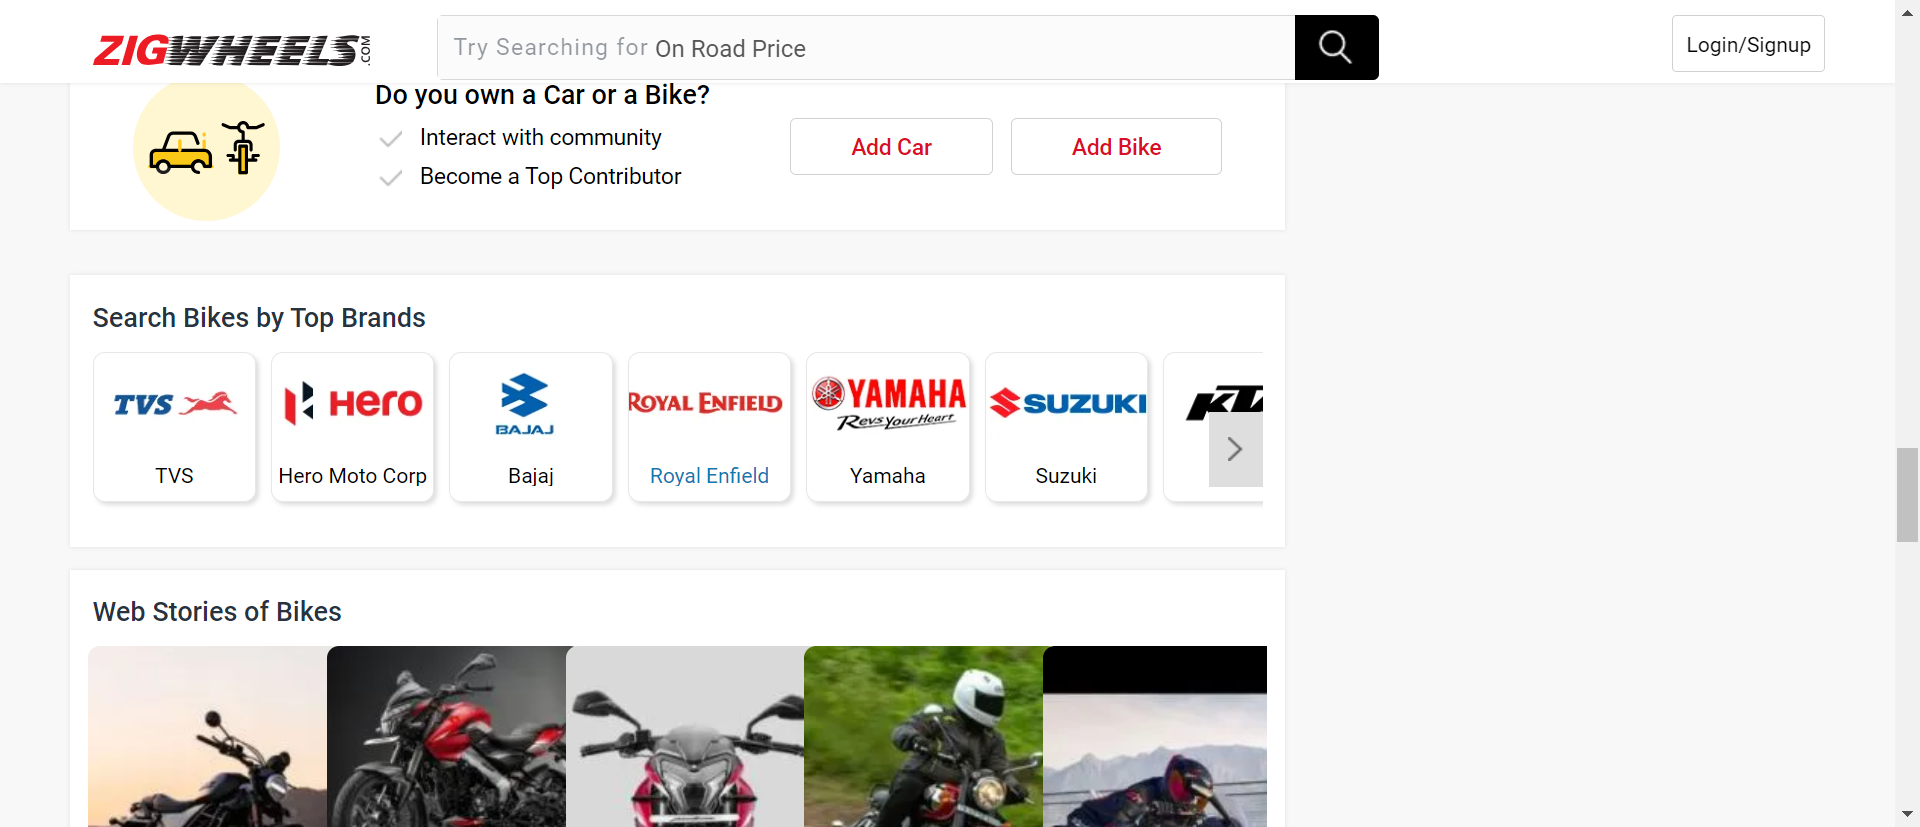 ZIGWHEELS.COM
Try Searching for On Road Price
Login/Signup
Do you own a Car or a Bike?
Interact with community
Become a Top Contributor
Add Car
Add Bike
Search Bikes by Top Brands
TVS
HERO
BAJAJ
ROYAL ENFIELD
YAMAHA
Revs Your Heart
SUZUKI
KT
TVS
Hero Moto Corp
Bajaj
Royal Enfield
Yamaha
Suzuki
Web Stories of Bikes